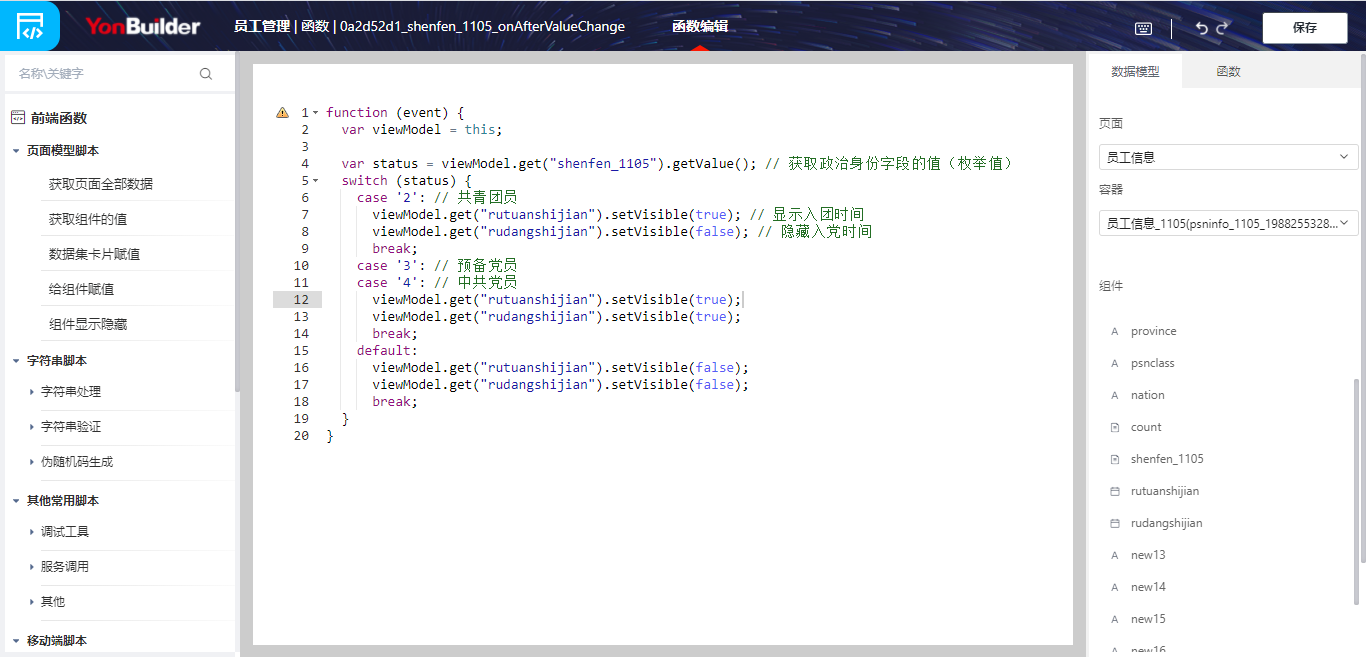 YonBuilder
员工管理 | 函数 | 0a2d52d1_shenfen_1105_onAfterValueChange
函数编辑
保存
名称\关键字
前端函数
页面模型脚本
获取页面全部数据
获取组件的值
数据集卡片赋值
给组件赋值
组件显示隐藏
字符串脚本
字符串处理
字符串验证
伪随机码生成
其他常用脚本
调试工具
服务调用
其他
移动端脚本
1 function (event) {
2 var viewModel = this;
3
4 var status = viewModel.get("shenfen_1105").getValue(); // 获取政治身份字段的值（枚举值）
5 switch (status) {
6 case '2': // 共青团员
7 viewModel.get("rutuanshijian").setVisible(true); // 显示入团时间
8 viewModel.get("rudangshijian").setVisible(false); // 隐藏入党时间
9 break;
10 case '3': // 预备党员
11 case '4': // 中共党员
12 viewModel.get("rutuanshijian").setVisible(true);
13 viewModel.get("rudangshijian").setVisible(true);
14 break;
15 default:
16 viewModel.get("rutuanshijian").setVisible(false);
17 viewModel.get("rudangshijian").setVisible(false);
18 break;
19 }
20 }
数据模型
函数
页面
员工信息
容器
员工信息_1105(psninfo_1105_1988255328...
组件
A province
A psnclass
A nation
count
shenfen_1105
rutuanshijian
rudangshijian
A new13
A new14
A new15
A new16